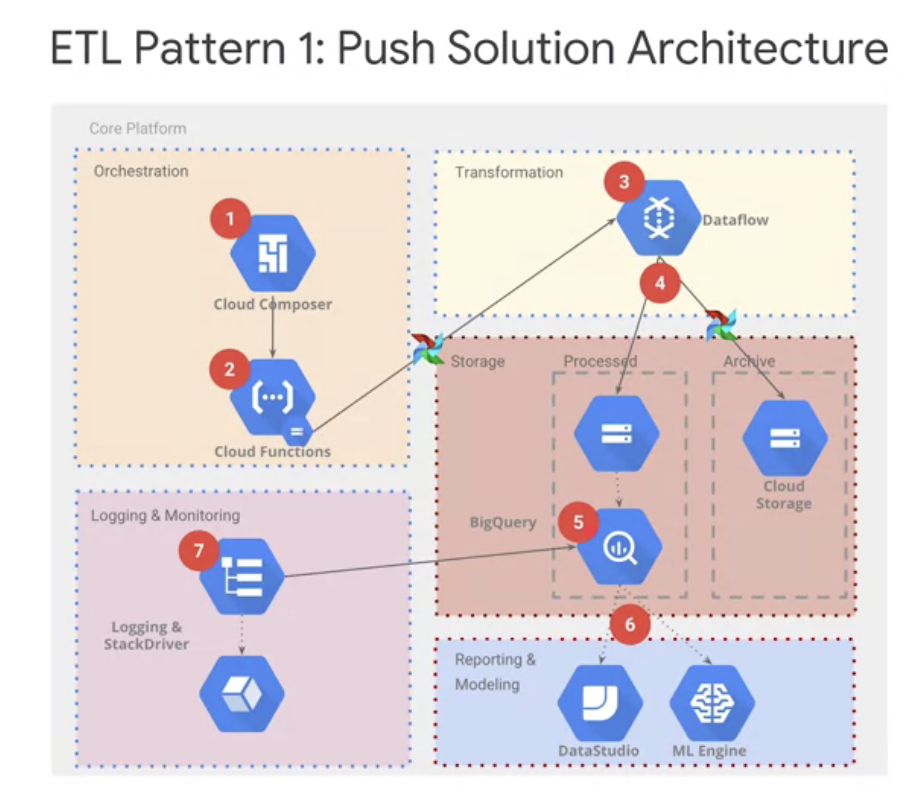 ETL Pattern 1: Push Solution Architecture
Core Platform
Orchestration
1
Cloud Composer
2
Cloud Functions
Transformation
3
Dataflow
4
Storage
Processed
Archive
Cloud
Storage
BigQuery
5
Logging & Monitoring
7
Logging &
StackDriver
6
Reporting &
Modeling
DataStudio
ML Engine